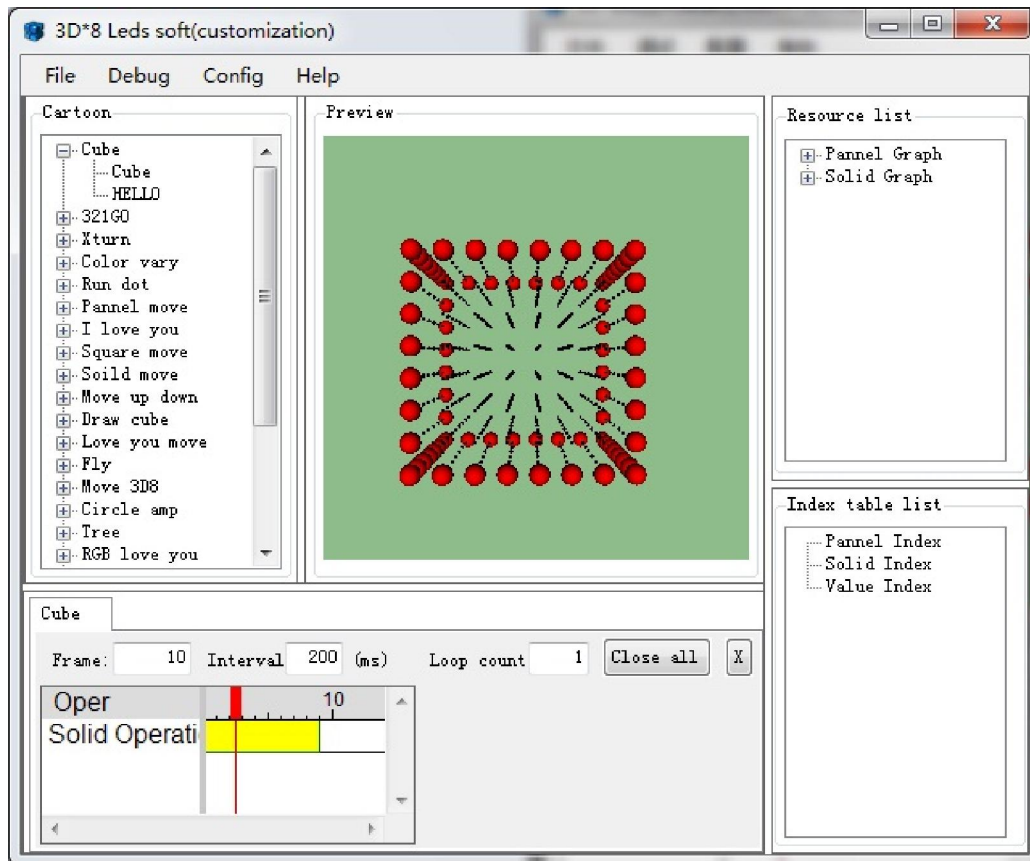 3D*8 Leds soft(customization)
File Debug Config Help
Cartoon
Cube
Cube
HELLO
321GO
Xturn
Color vary
Run dot
Pannel move
I love you
Square move
Soild move
Move up down
Draw cube
Love you move
Fly
Move 3D8
Circle amp
Tree
RGB love you
Preview
Resource list
Pannel Graph
Solid Graph
Index table list
Pannel Index
Solid Index
Value Index
Cube
Frame: 10 Interval 200 (ms) Loop count 1 Close all X
Oper 10
Solid Operati